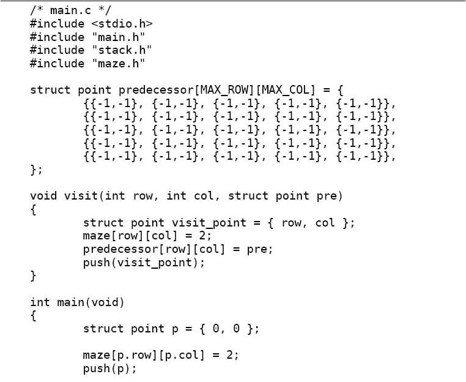 /* main.c */
#include <stdio.h>
#include "main.h"
#include "stack.h"
#include "maze.h"
struct point predecessor[MAX_ROW][MAX_COL] = {
{{-1,-1}, {-1,-1}, {-1,-1}, {-1,-1}, {-1,-1}},
{{-1,-1}, {-1,-1}, {-1,-1}, {-1,-1}, {-1,-1}},
{{-1,-1}, {-1,-1}, {-1,-1}, {-1,-1}, {-1,-1}},
{{-1,-1}, {-1,-1}, {-1,-1}, {-1,-1}, {-1,-1}},
{{-1,-1}, {-1,-1}, {-1,-1}, {-1,-1}, {-1,-1}},
};
void visit(int row, int col, struct point pre)
{
struct point visit_point = { row, col };
maze[row][col] = 2;
predecessor[row][col] = pre;
push(visit_point);
}
int main(void)
{
struct point p = { 0, 0 };
maze[p.row][p.col] = 2;
push(p);